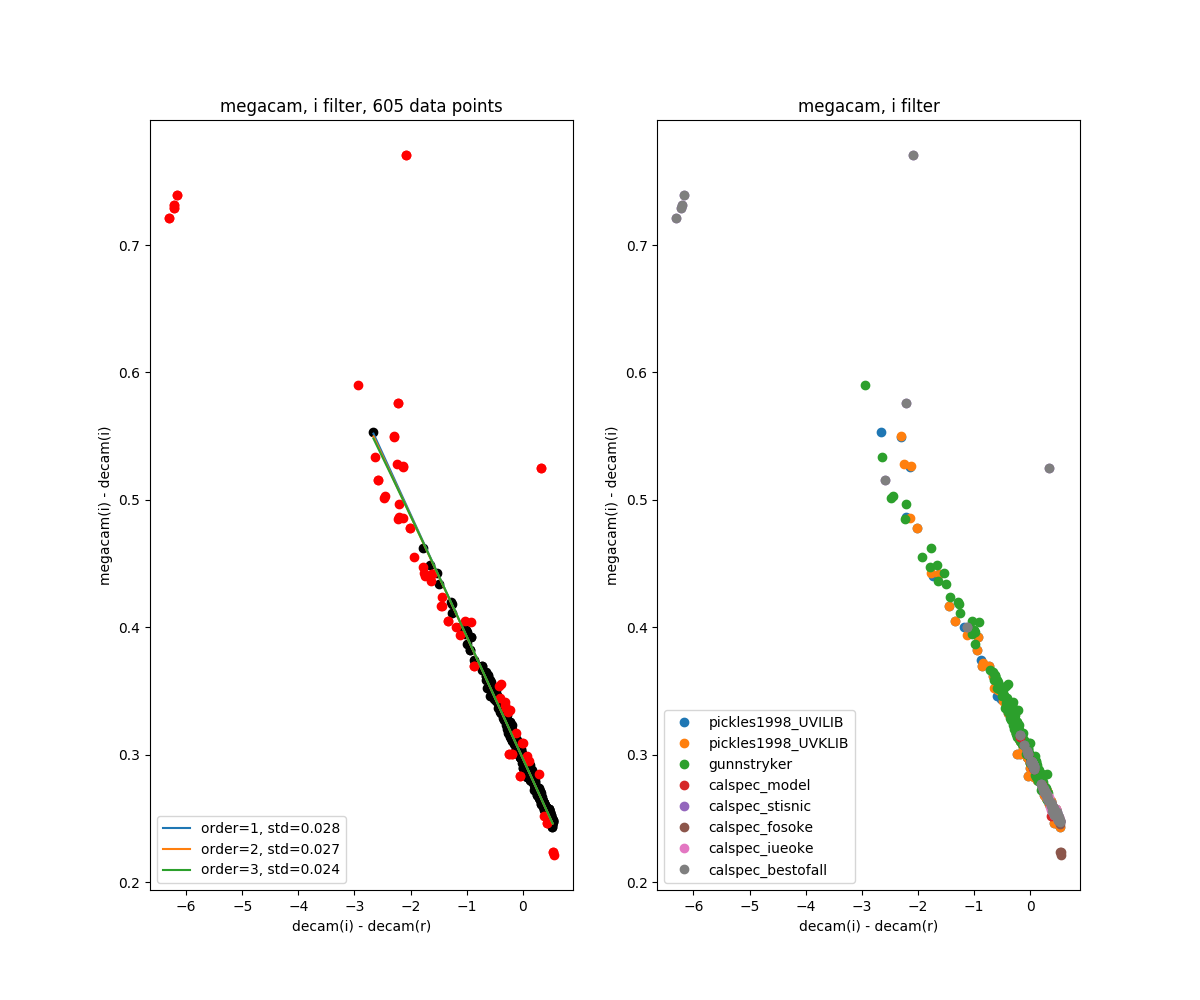 megacam, i filter, 605 data points
megacam(i) - decam(i)
0.7
0.6
0.5
0.4
0.3
0.2
order=1, std=0.028
order=2, std=0.027
order=3, std=0.024
−6
−5
−4
−3
−2
−1
0
decam(i) - decam(r)
megacam, i filter
megacam(i) - decam(i)
0.7
0.6
0.5
0.4
0.3
0.2
pickles1998_UVILIB
pickles1998_UVKLIB
gunnstryker
calspec_model
calspec_stisnic
calspec_fosoke
calspec_iueoke
calspec_bestofall
−6
−5
−4
−3
−2
−1
0
decam(i) - decam(r)